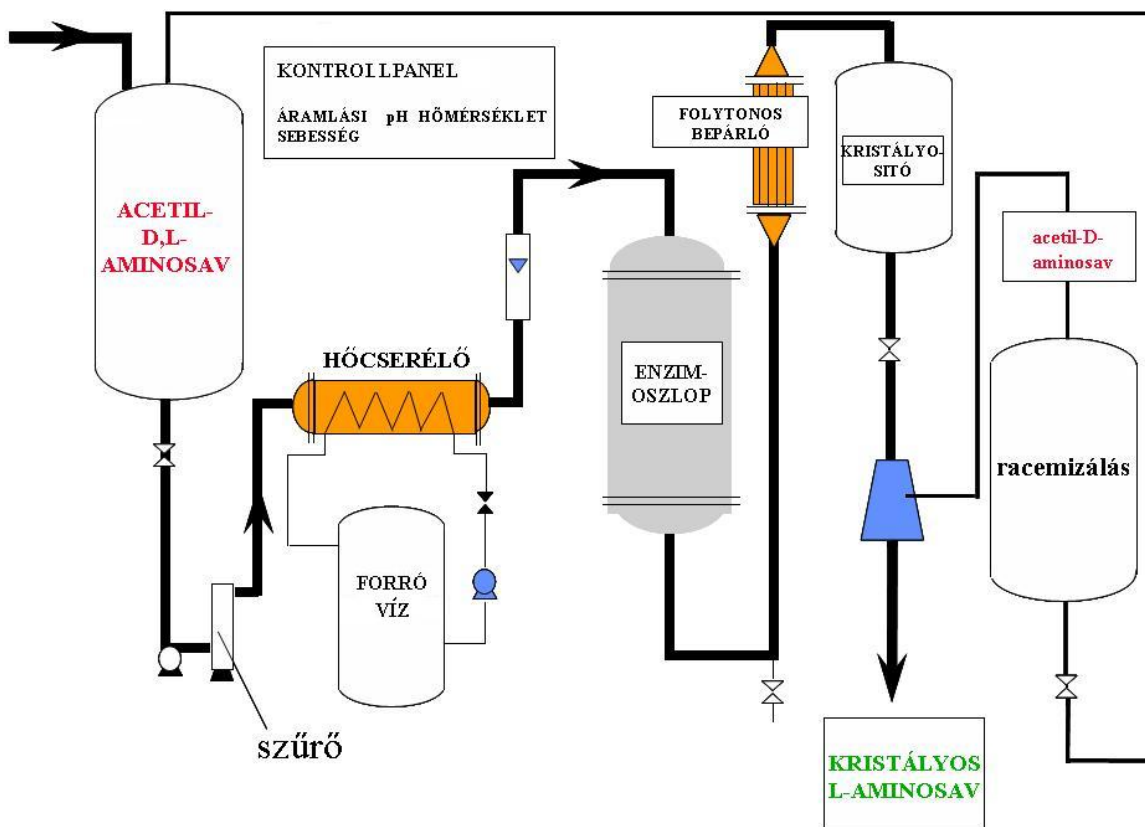 KONTROLLPANEL
ÁRAMLÁSI pH HŐMÉRSÉKLET
SEBESSÉG
ACETIL-
D,L-
AMINOSAV
HŐCSERÉLŐ
FORRÓ
VÍZ
szűrő
ENZIM-
OSZLOP
FOLYTONOS
BEPÁRLÓ
KRISTÁLYO-
SITÓ
acetil-D-
aminosav
racemizálás
KRISTÁLYOS
L-AMINOSAV